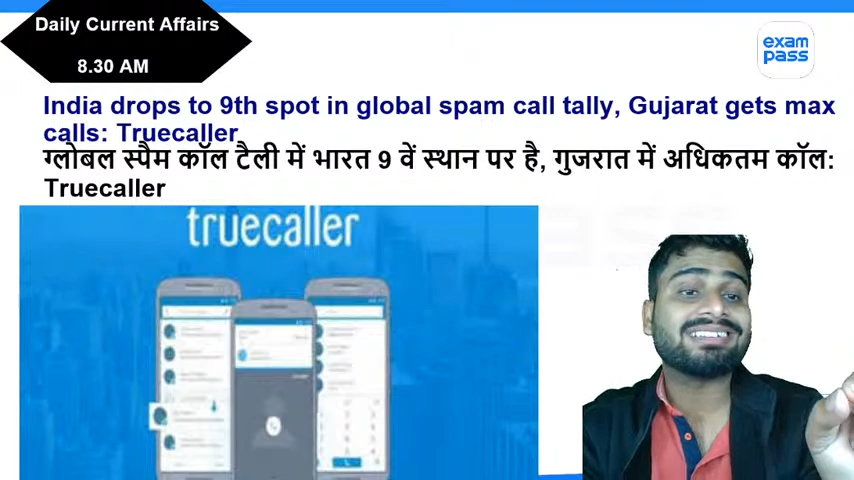 Daily Current Affairs
8.30 AM
exam
pass
India drops to 9th spot in global spam call tally, Gujarat gets max
calls: Truecaller
ग्लोबल स्पैम कॉल टैली में भारत 9 वें स्थान पर है, गुजरात में अधिकतम कॉल:
Truecaller
truecaller